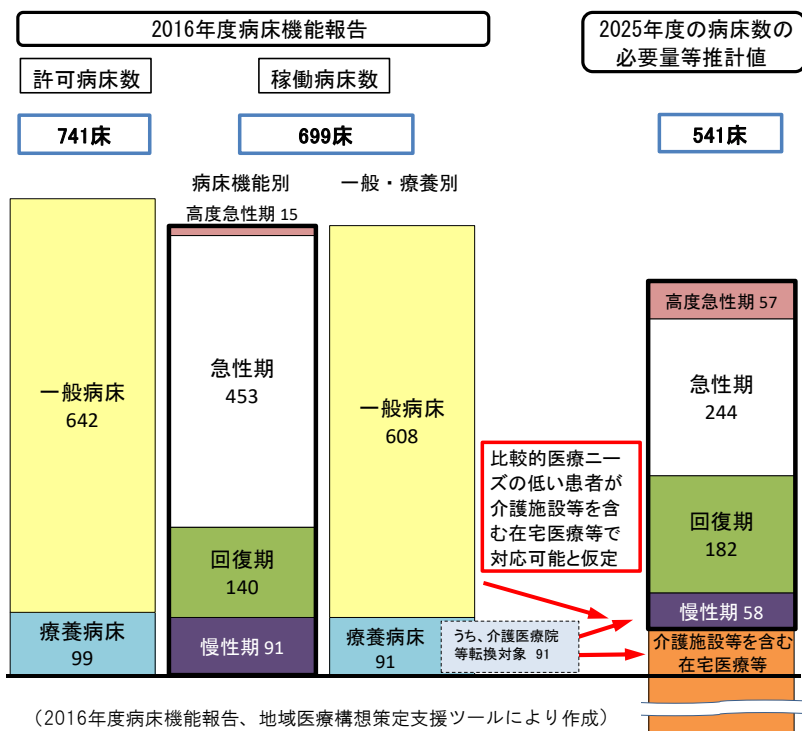 2016年度病床機能報告
2025年度の病床数の
必要量等推計値
許可病床数
稼働病床数
741床
699床
541床
病床機能別
一般・療養別
高度急性期 15
高度急性期 57
急性期
453
急性期
244
一般病床
642
一般病床
608
比較的医療ニー
ズの低い患者が
介護施設等を含
む在宅医療等で
対応可能と仮定
回復期
140
回復期
182
慢性期 58
療養病床
99
慢性期 91
療養病床
91
うち、介護医療院
等転換対象 91
介護施設等を含む
在宅医療等
（2016年度病床機能報告、地域医療構想策定支援ツールにより作成）